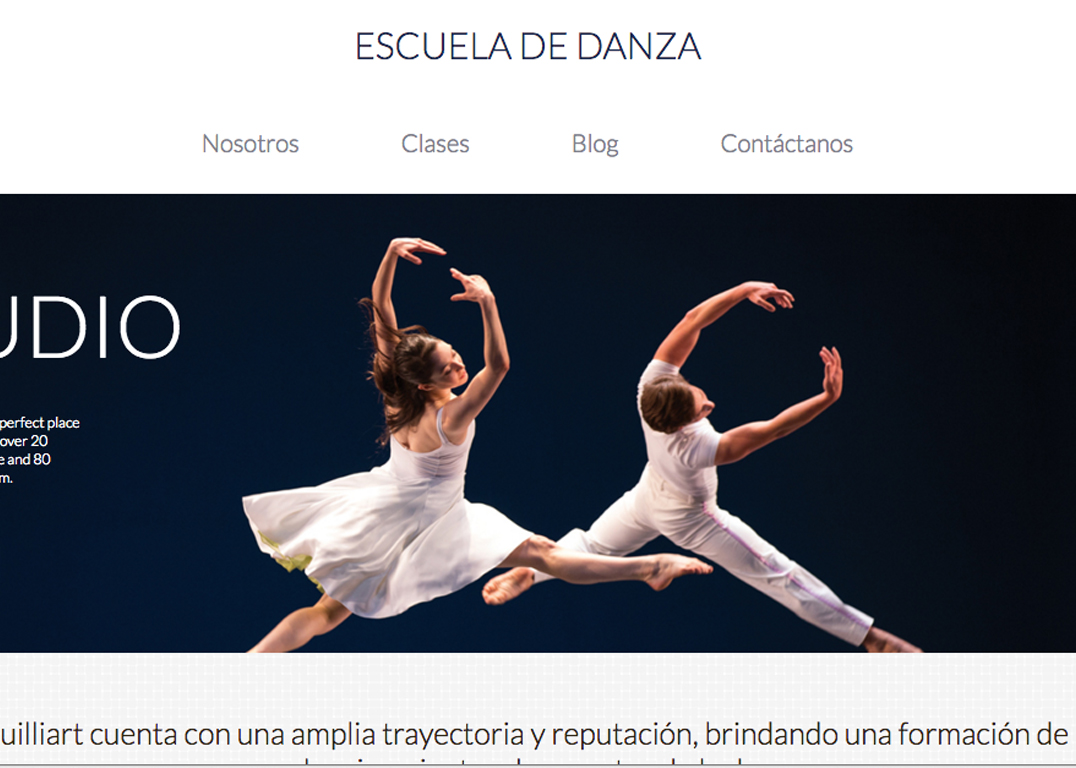 ESCUELA DE DANZA
Nosotros Clases Blog Contáctanos
UDIO
perfect place
over 20
and 80
uilliart cuenta con una amplia trayectoria y reputación, brindando una formación de